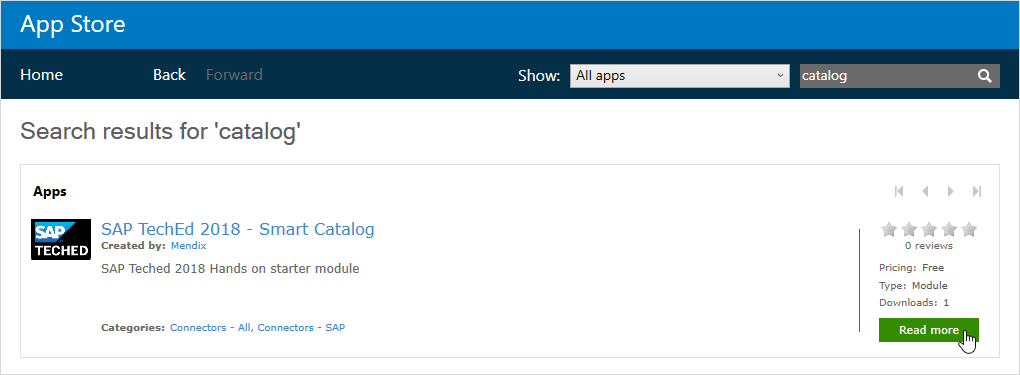 App Store
Home Back Forward Show: All apps catalog
Search results for 'catalog'
Apps
SAP TECHED
SAP TechEd 2018 - Smart Catalog
Created by: Mendix
SAP Teched 2018 Hands on starter module
Categories: Connectors - All, Connectors - SAP
0 reviews
Pricing: Free
Type: Module
Downloads: 1
Read more